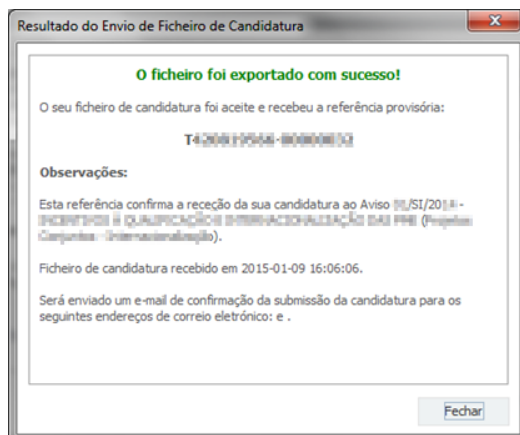 Resultado do Envio de Ficheiro de Candidatura
O ficheiro foi exportado com sucesso!
O seu ficheiro de candidatura foi aceite e recebeu a referência provisória:
Observações:
Esta referência confirma a receção da sua candidatura ao Aviso /SI/201 -
Ficheiro de candidatura recebido em 2015-01-09 16:06:06.
Será enviado um e-mail de confirmação da submissão da candidatura para os
seguintes endereços de correio eletrónico: e .
Fechar